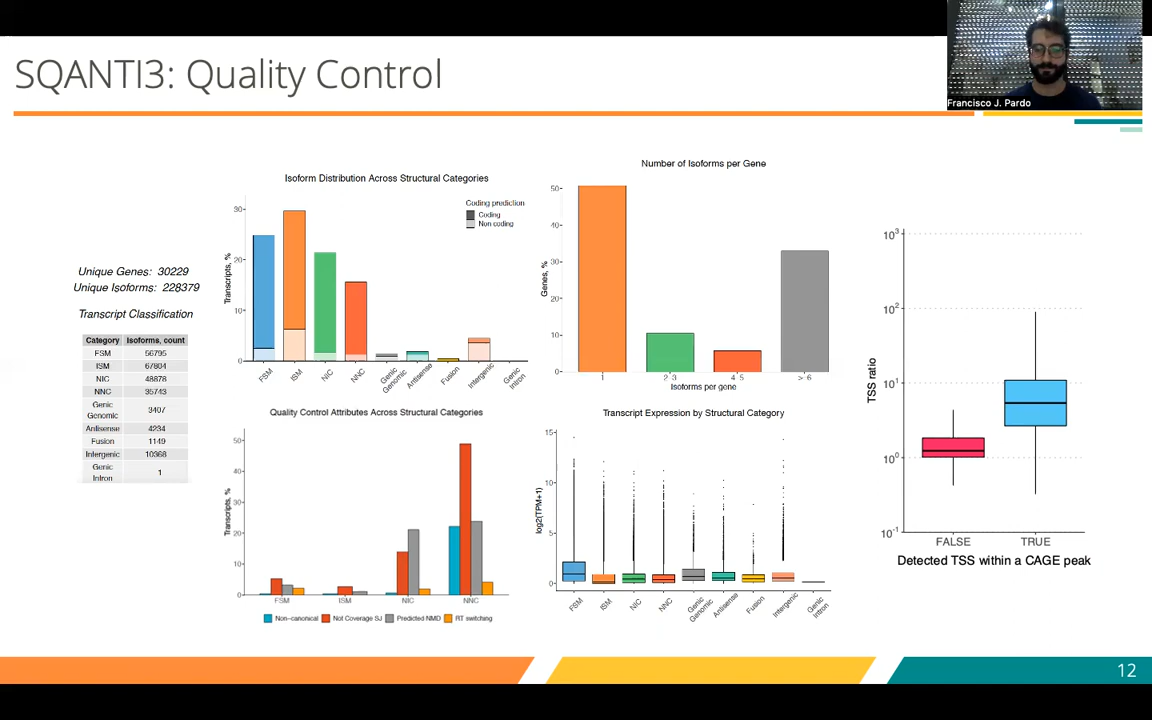 SQANTI3: Quality Control
Francisco J. Pardo
Unique Genes: 30229
Unique Isoforms: 228379
Transcript Classification
Category Isoforms, count
FSM 56795
ISM 67804
NIC 48878
NNC 35743
Genic Genomic 3407
Antisense 4234
Fusion 1149
Intergenic 10368
Genic Intron 1
Isoform Distribution Across Structural Categories
Coding prediction
Coding
Non coding
Transcripts, %
30
20
10
0
FSM
ISM
NIC
NNC
Genic Genomic
Antisense
Fusion
Intergenic
Genic Intron
Number of Isoforms per Gene
Genes, %
50
40
30
20
10
0
1
2-3
4-5
>=6
Isoforms per gene
Quality Control Attributes Across Structural Categories
Transcripts, %
50
40
30
20
10
0
FSM
ISM
NIC
NNC
Non-canonical
Not Coverage SJ
Predicted NMD
RT switching
Transcript Expression by Structural Category
log2(TPM+1)
15
10
5
0
FSM
ISM
NIC
NNC
Genic Genomic
Antisense
Fusion
Intergenic
Genic Intron
TSS ratio
10³
10²
10¹
10⁰
10⁻¹
FALSE
TRUE
Detected TSS within a CAGE peak
12